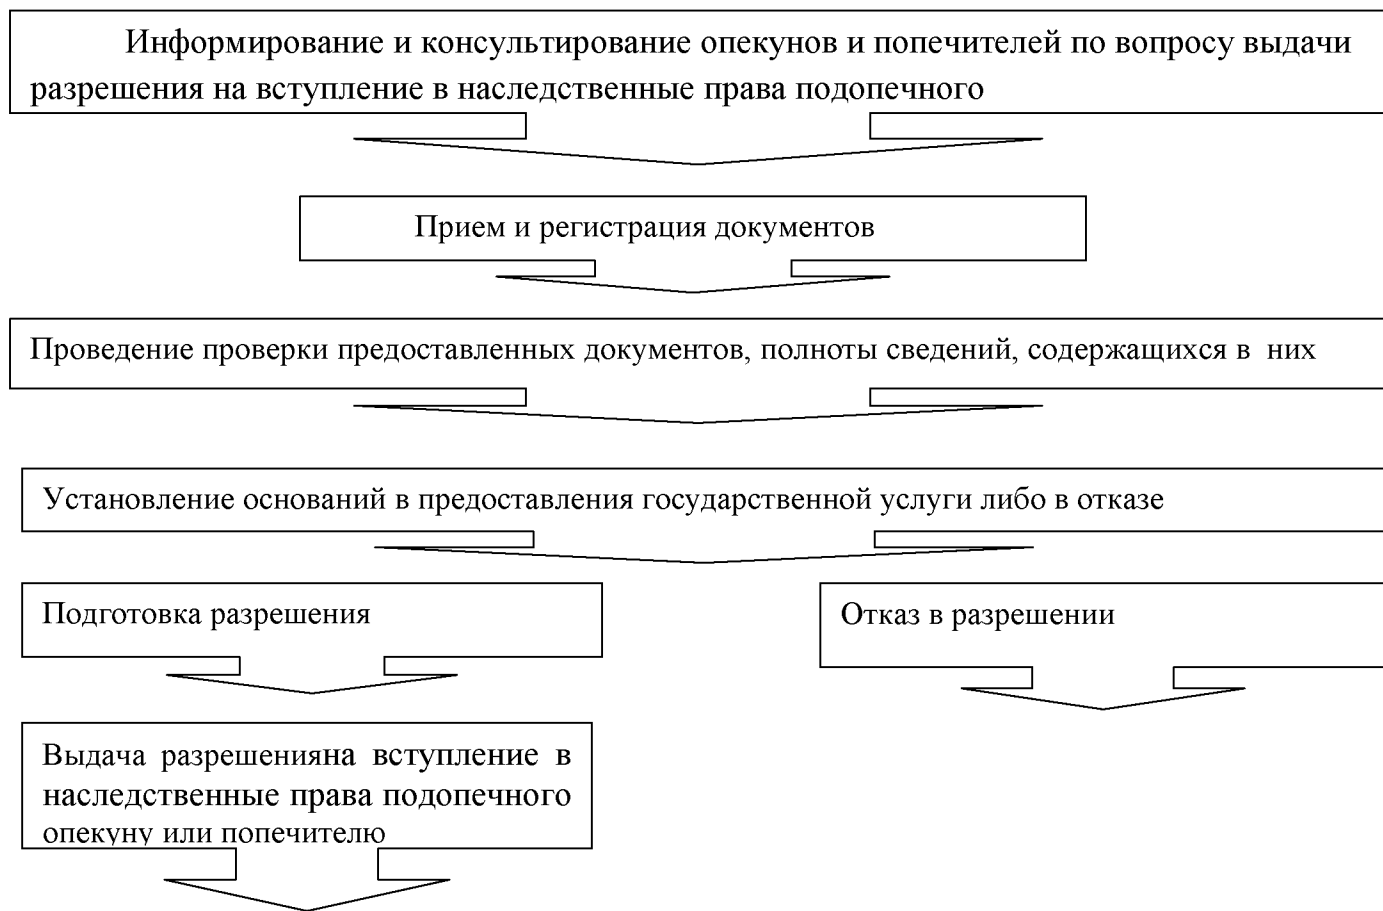 Информирование и консультирование опекунов и попечителей по вопросу выдачи
разрешения на вступление в наследственные права подопечного
Прием и регистрация документов
Проведение проверки предоставленных документов, полноты сведений, содержащихся в них
Установление оснований в предоставления государственной услуги либо в отказе
Подготовка разрешения
Отказ в разрешении
Выдача разрешенияна вступление в
наследственные права подопечного
опекуну или попечителю